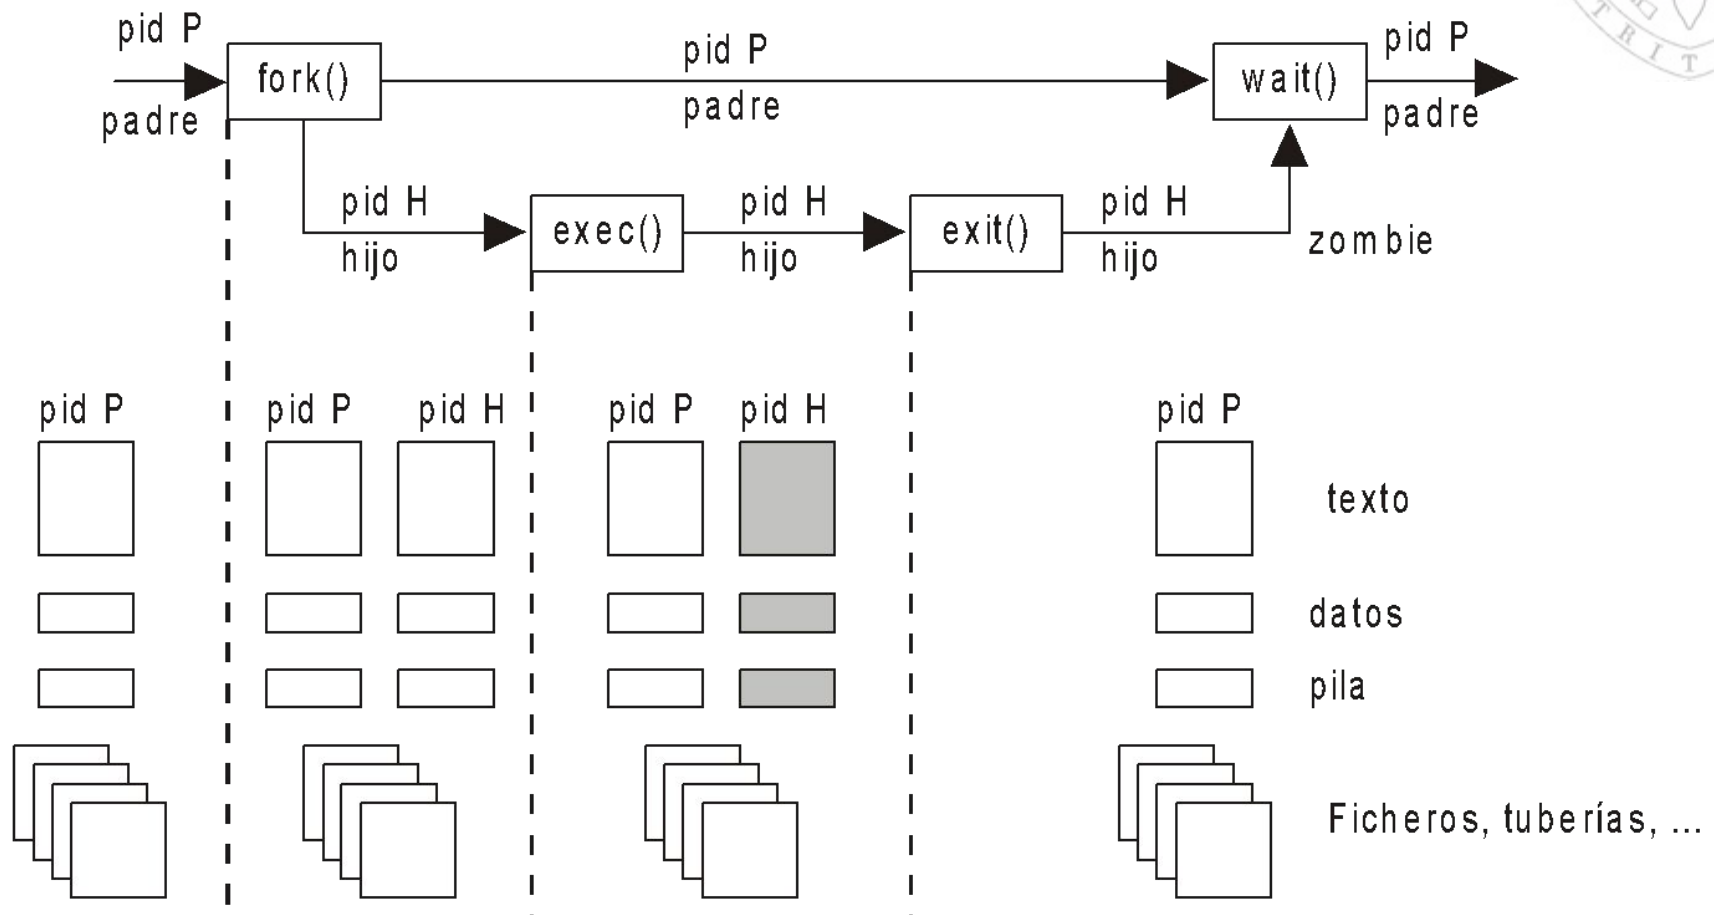 pid P
padre
fork()
pid P
padre
wait()
pid P
padre
pid H
hijo
exec()
pid H
hijo
exit()
pid H
hijo
zombie
pid P
pid P
pid H
pid P
pid H
pid P
texto
datos
pila
Ficheros, tuberías, ...